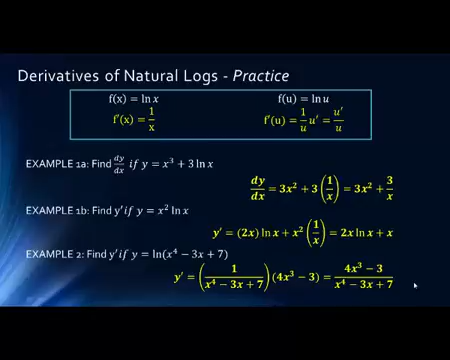 Derivatives of Natural Logs - Practice
f(x) = ln x
f′(x) = 1/x
f(u) = ln u
f′(u) = 1/u u′ = u′/u
EXAMPLE 1a: Find dy/dx if y = x³ + 3 ln x
dy/dx = 3x² + 3 (1/x) = 3x² + 3/x
EXAMPLE 1b: Find y′ if y = x² ln x
y′ = (2x) ln x + x² (1/x) = 2x ln x + x
EXAMPLE 2: Find y′ if y = ln(x⁴ − 3x + 7)
y′ = (1/(x⁴ − 3x + 7)) (4x³ − 3) = (4x³ − 3)/(x⁴ − 3x + 7)